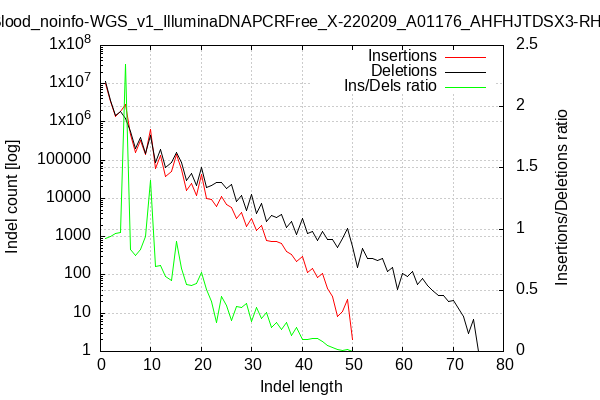 Blood_noinfo-WGS_v1_IlluminaDNAPCRFree_X-220209_A01176_AHFHJTDSX3-RH
Insertions
Deletions
Ins/Dels ratio
1x10^8
1x10^7
1x10^6
100000
10000
1000
100
10
1
2.5
2
1.5
1
0.5
0
0 10 20 30 40 50 60 70 80
Indel count [log]
Insertions/Deletions ratio
Indel length